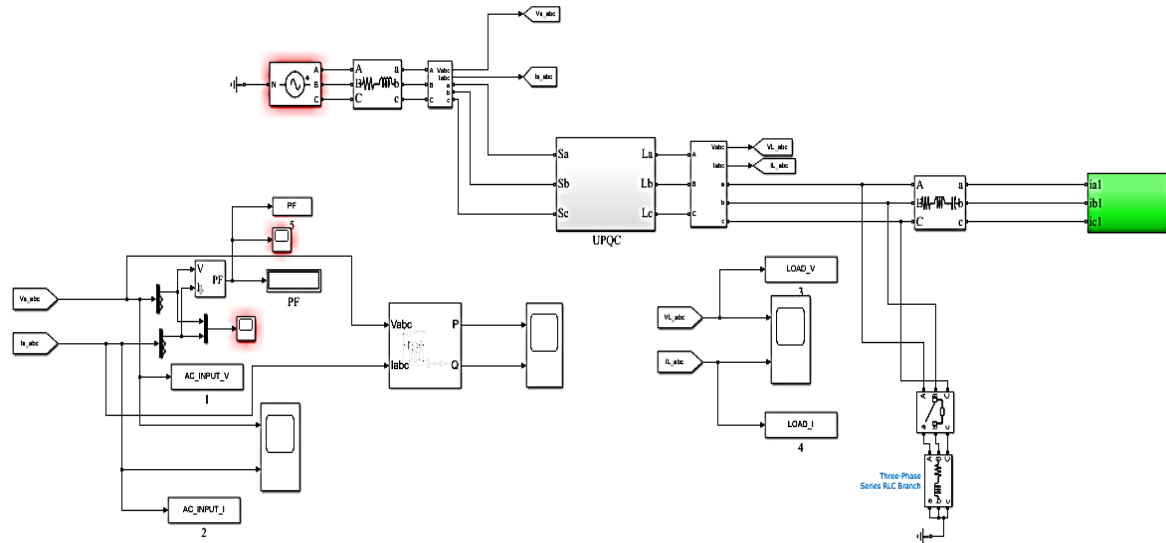 Vs_abc
Is_abc
N
A
B
C
A
B
C
a
b
c
A
B
C
Vabc
Iabc
a
b
c
Sa
Sb
Sc
La
Lb
Lc
UPQC
A
B
C
Vabc
Iabc
a
b
c
VL_abc
IL_abc
A
B
C
a
b
c
ia1
ib1
ic1
PF
5
V
I
PF
PF
Vs_abc
Is_abc
AC_INPUT_V
1
AC_INPUT_I
2
Vabc
Iabc
P
Q
LOAD_V
3
VL_abc
IL_abc
LOAD_I
4
A
B
C
a
b
c
Three-Phase
Series RLC Branch
A
B
C
a
b
c